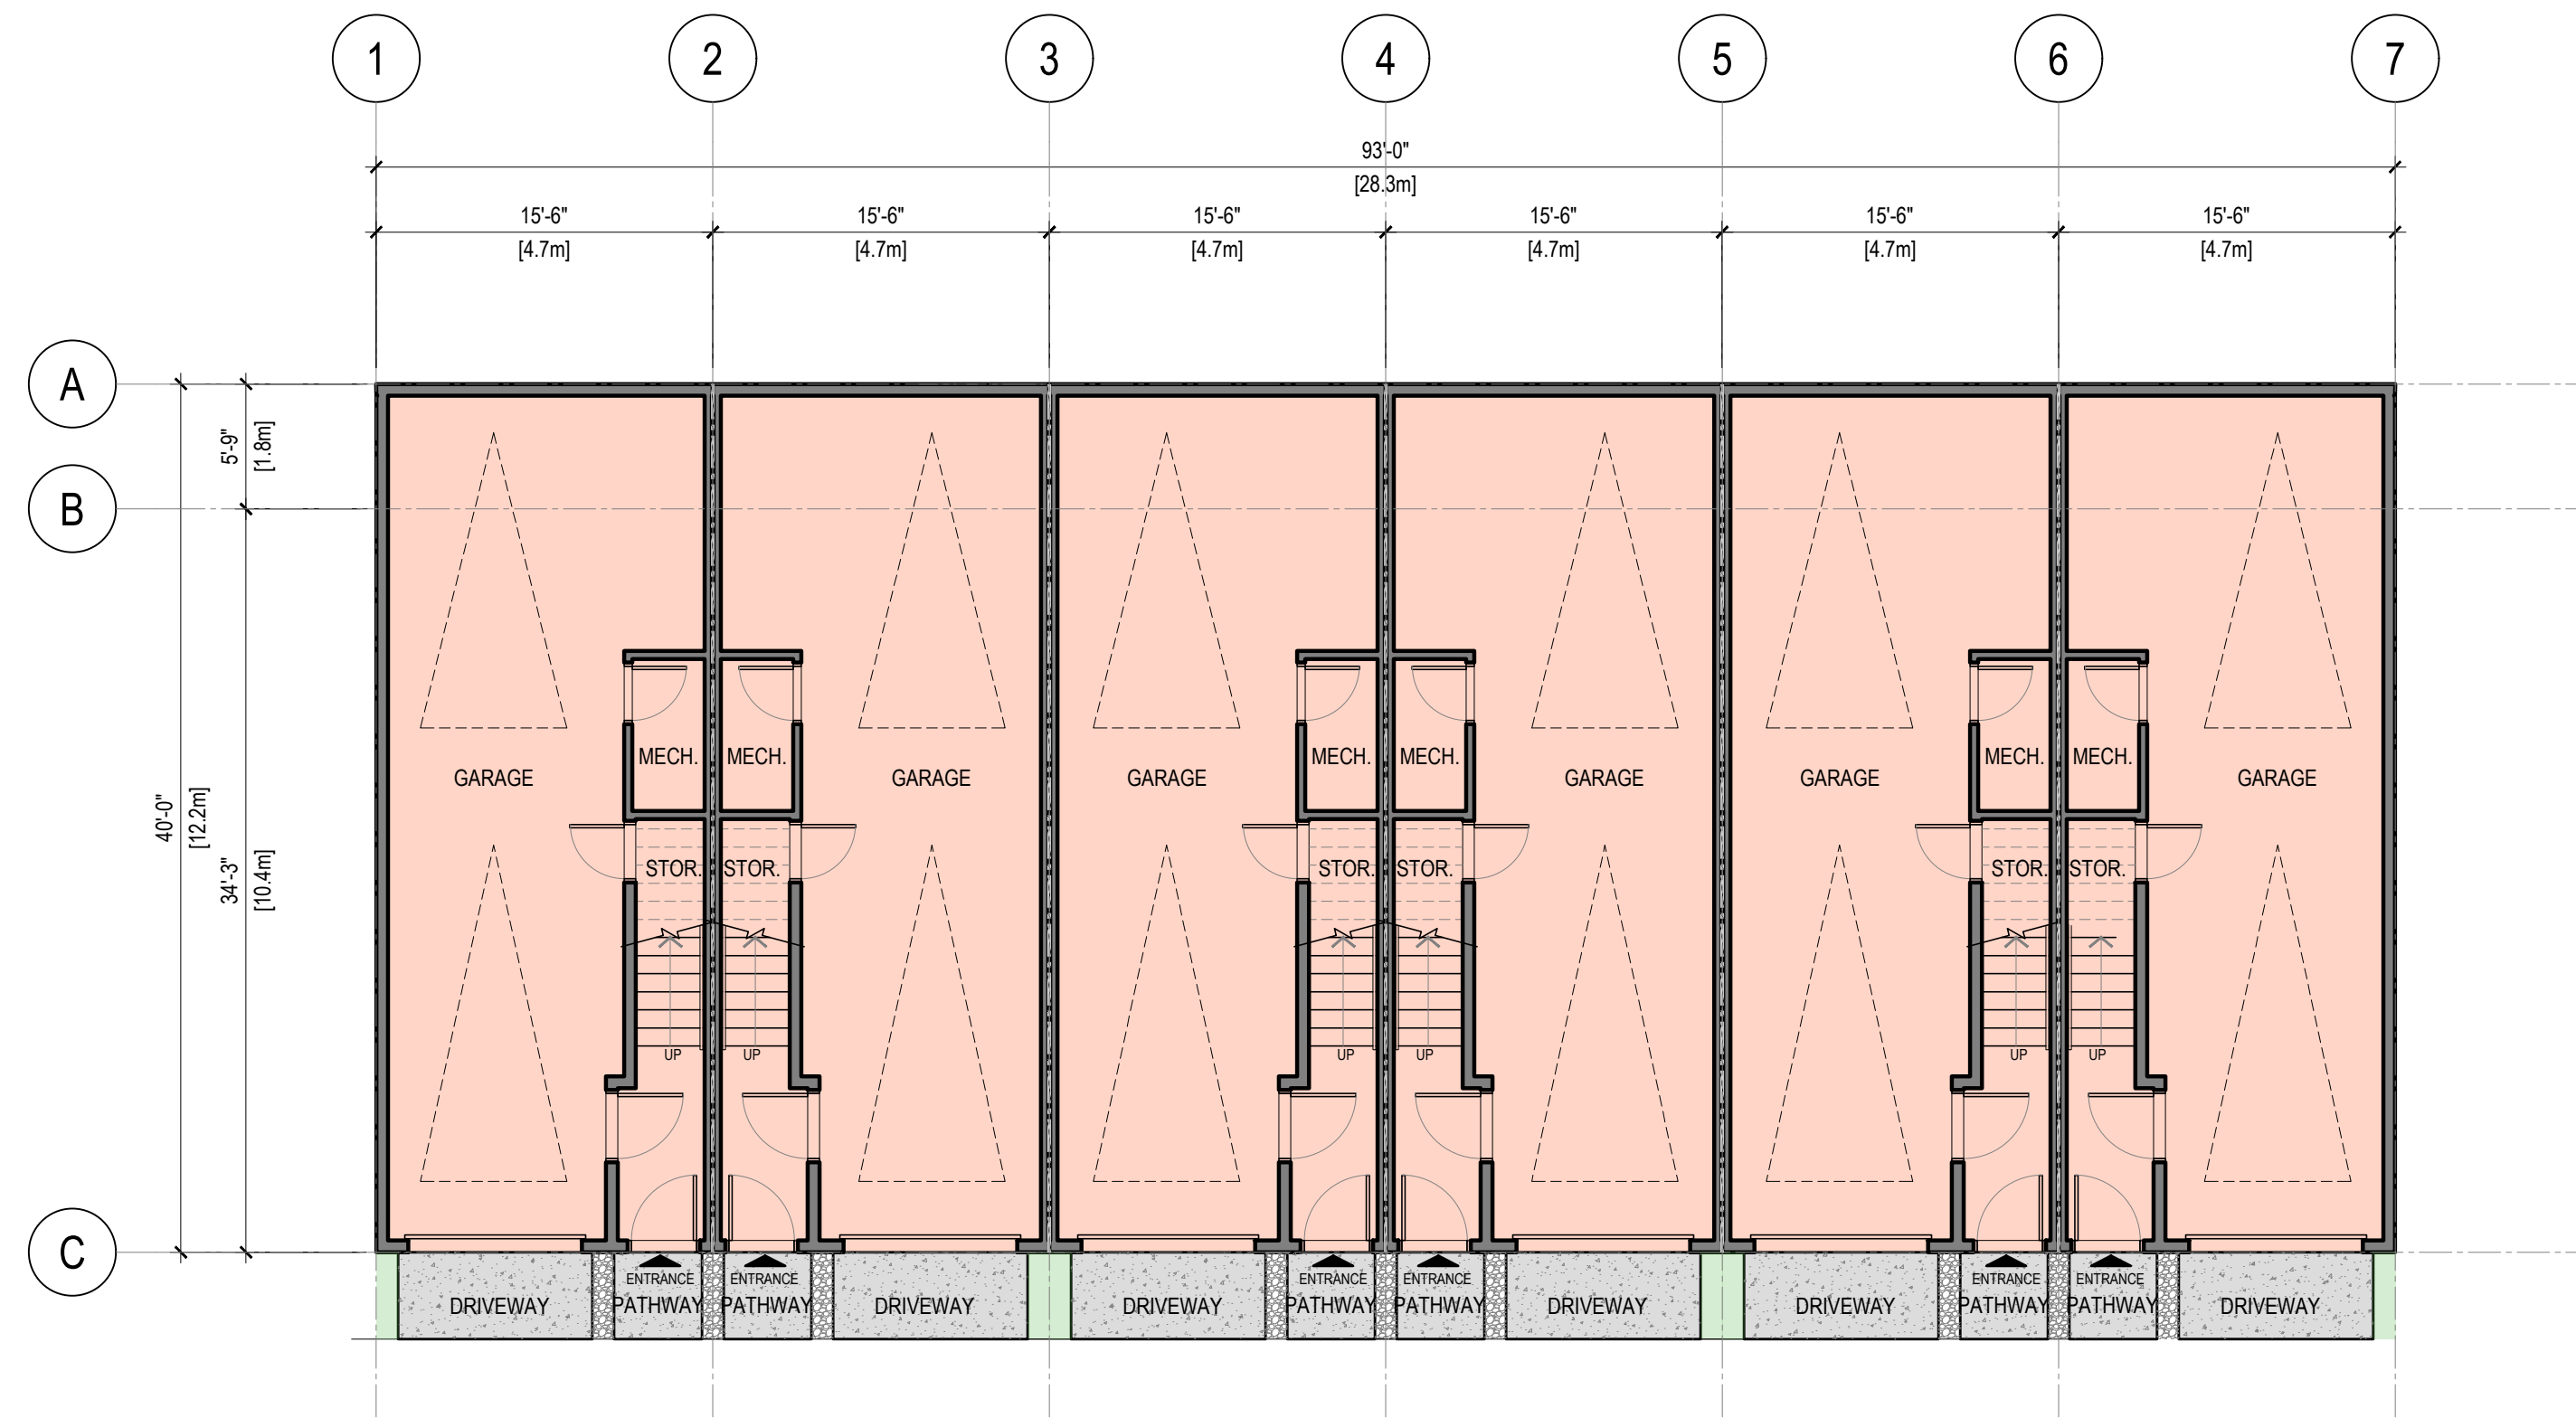 1 2 3 4 5 6 7
93'-0"
[28.3m]
15'-6" 15'-6" 15'-6" 15'-6" 15'-6" 15'-6"
[4.7m] [4.7m] [4.7m] [4.7m] [4.7m] [4.7m]
A
5'-9"
[1.8m]
B
40'-0"
[12.2m]
34'-3"
[10.4m]
C
MECH. MECH. MECH. MECH. MECH. MECH.
GARAGE GARAGE GARAGE GARAGE GARAGE GARAGE
STOR. STOR. STOR. STOR. STOR. STOR.
UP UP UP UP UP UP
ENTRANCE ENTRANCE ENTRANCE ENTRANCE ENTRANCE ENTRANCE
DRIVEWAY PATHWAY PATHWAY DRIVEWAY DRIVEWAY PATHWAY PATHWAY DRIVEWAY DRIVEWAY PATHWAY PATHWAY DRIVEWAY